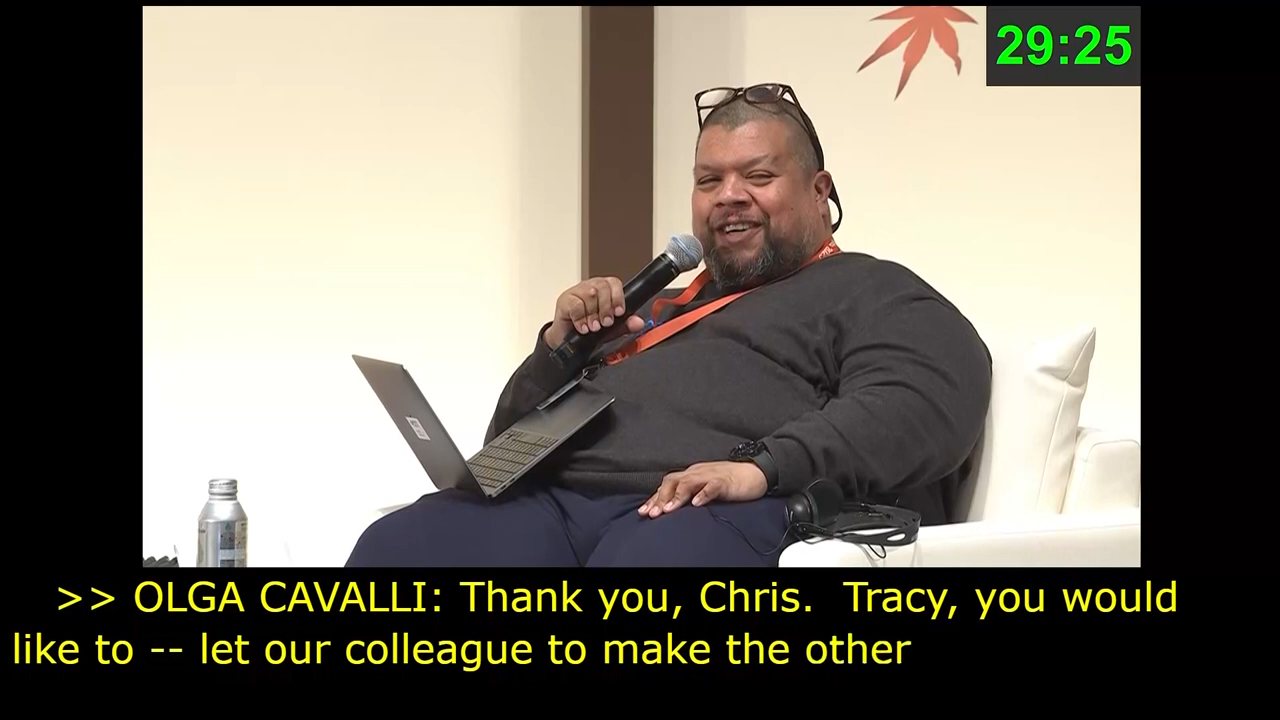 29:25
>> OLGA CAVALLI: Thank you, Chris.  Tracy, you would
like to -- let our colleague to make the other